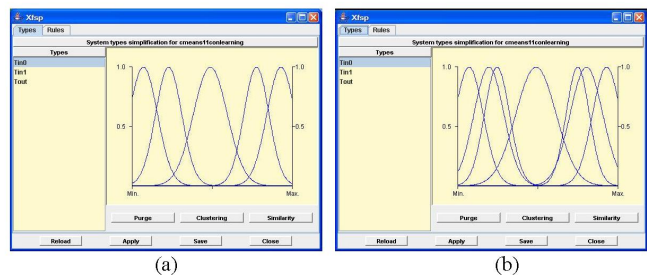 Xfsp
Types Rules
System types simplification for cmeans11conlearning
Types
Tin0
Tin1
Tout
1.0 1.0
0.5 0.5
Min. Max.
Purge Clustering Similarity
Reload Apply Save Close
(a)
Xfsp
Types Rules
System types simplification for cmeans11conlearning
Types
Tin0
Tin1
Tout
1.0 1.0
0.5 0.5
Min. Max.
Purge Clustering Similarity
Reload Apply Save Close
(b)